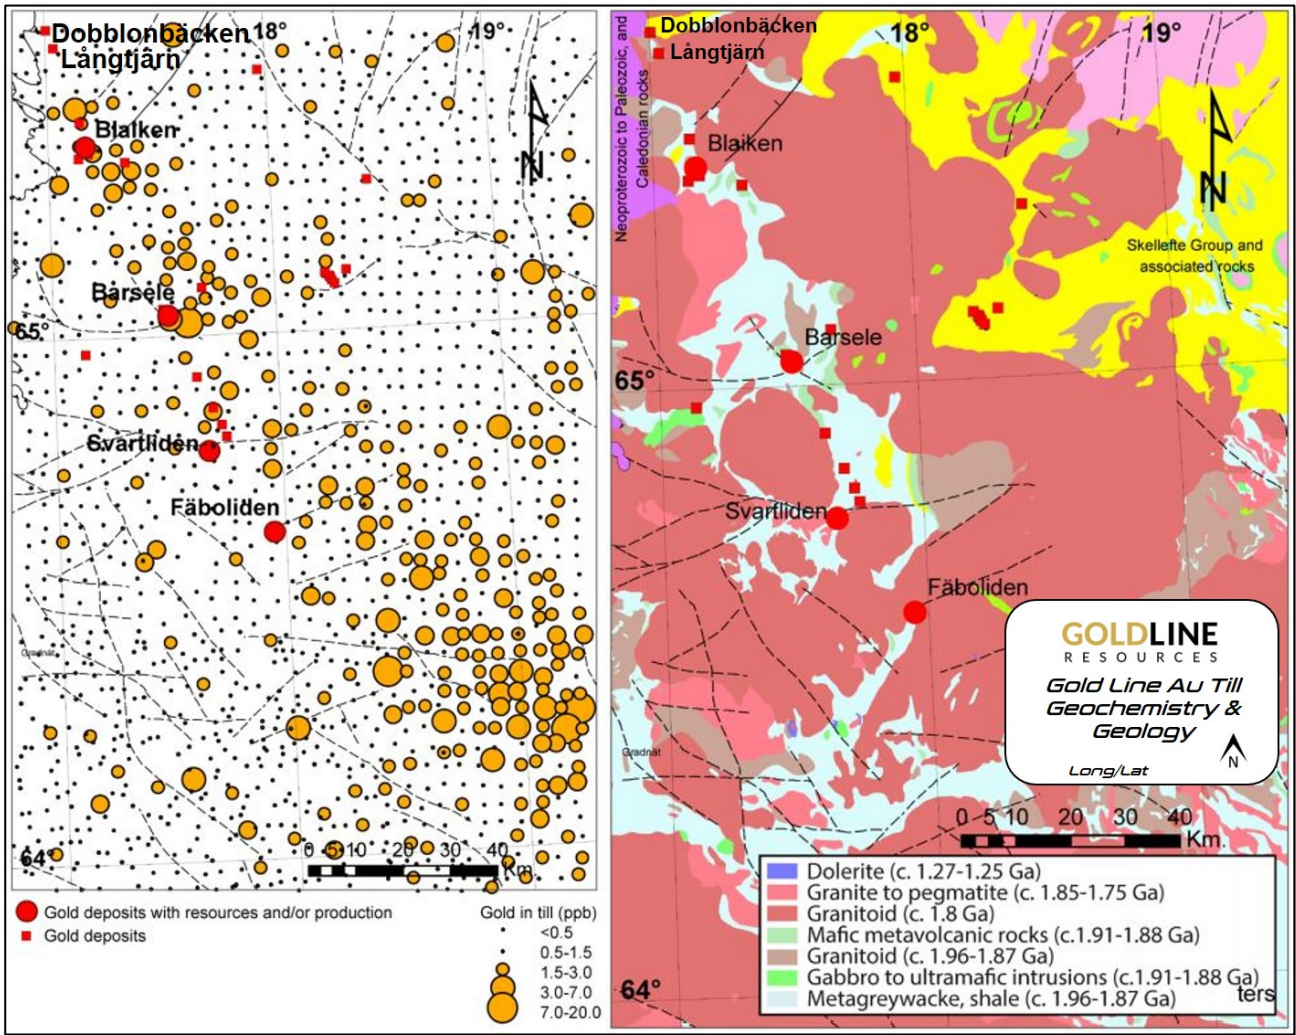 Dobblonbäcken
18°
19°
Långtjärn
Blaiken
N
Barsele
65°
Svartliden
Fäboliden
Gradnät
64°
0 5 10 20 30 40
Km
Gold deposits with resources and/or production
Gold deposits
Gold in till (ppb)
<0.5
0.5-1.5
1.5-3.0
3.0-7.0
7.0-20.0
Neoproterozoic to Paleozoic, and
Caledonian rocks
Dobblonbäcken
18°
19°
Långtjärn
Blaiken
N
Skellefte Group and
associated rocks
Barsele
65°
Svartliden
Fäboliden
GOLDLINE
RESOURCES
Gold Line Au Till
Geochemistry &
Geology
Long/Lat
N
Gradnät
0 5 10 20 30 40
Km.
Dolerite (c. 1.27-1.25 Ga)
Granite to pegmatite (c. 1.85-1.75 Ga)
Granitoid (c. 1.8 Ga)
Mafic metavolcanic rocks (c.1.91-1.88 Ga)
Granitoid (c. 1.96-1.87 Ga)
Gabbro to ultramafic intrusions (c.1.91-1.88 Ga)
Metagreywacke, shale (c. 1.96-1.87 Ga)
64°
ters